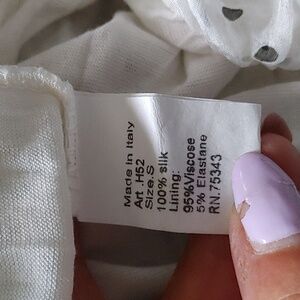 Made in Italy
Art .H52
Size.S
100% silk
Lining:
95%Viscose
5% Elastane
RN.75343